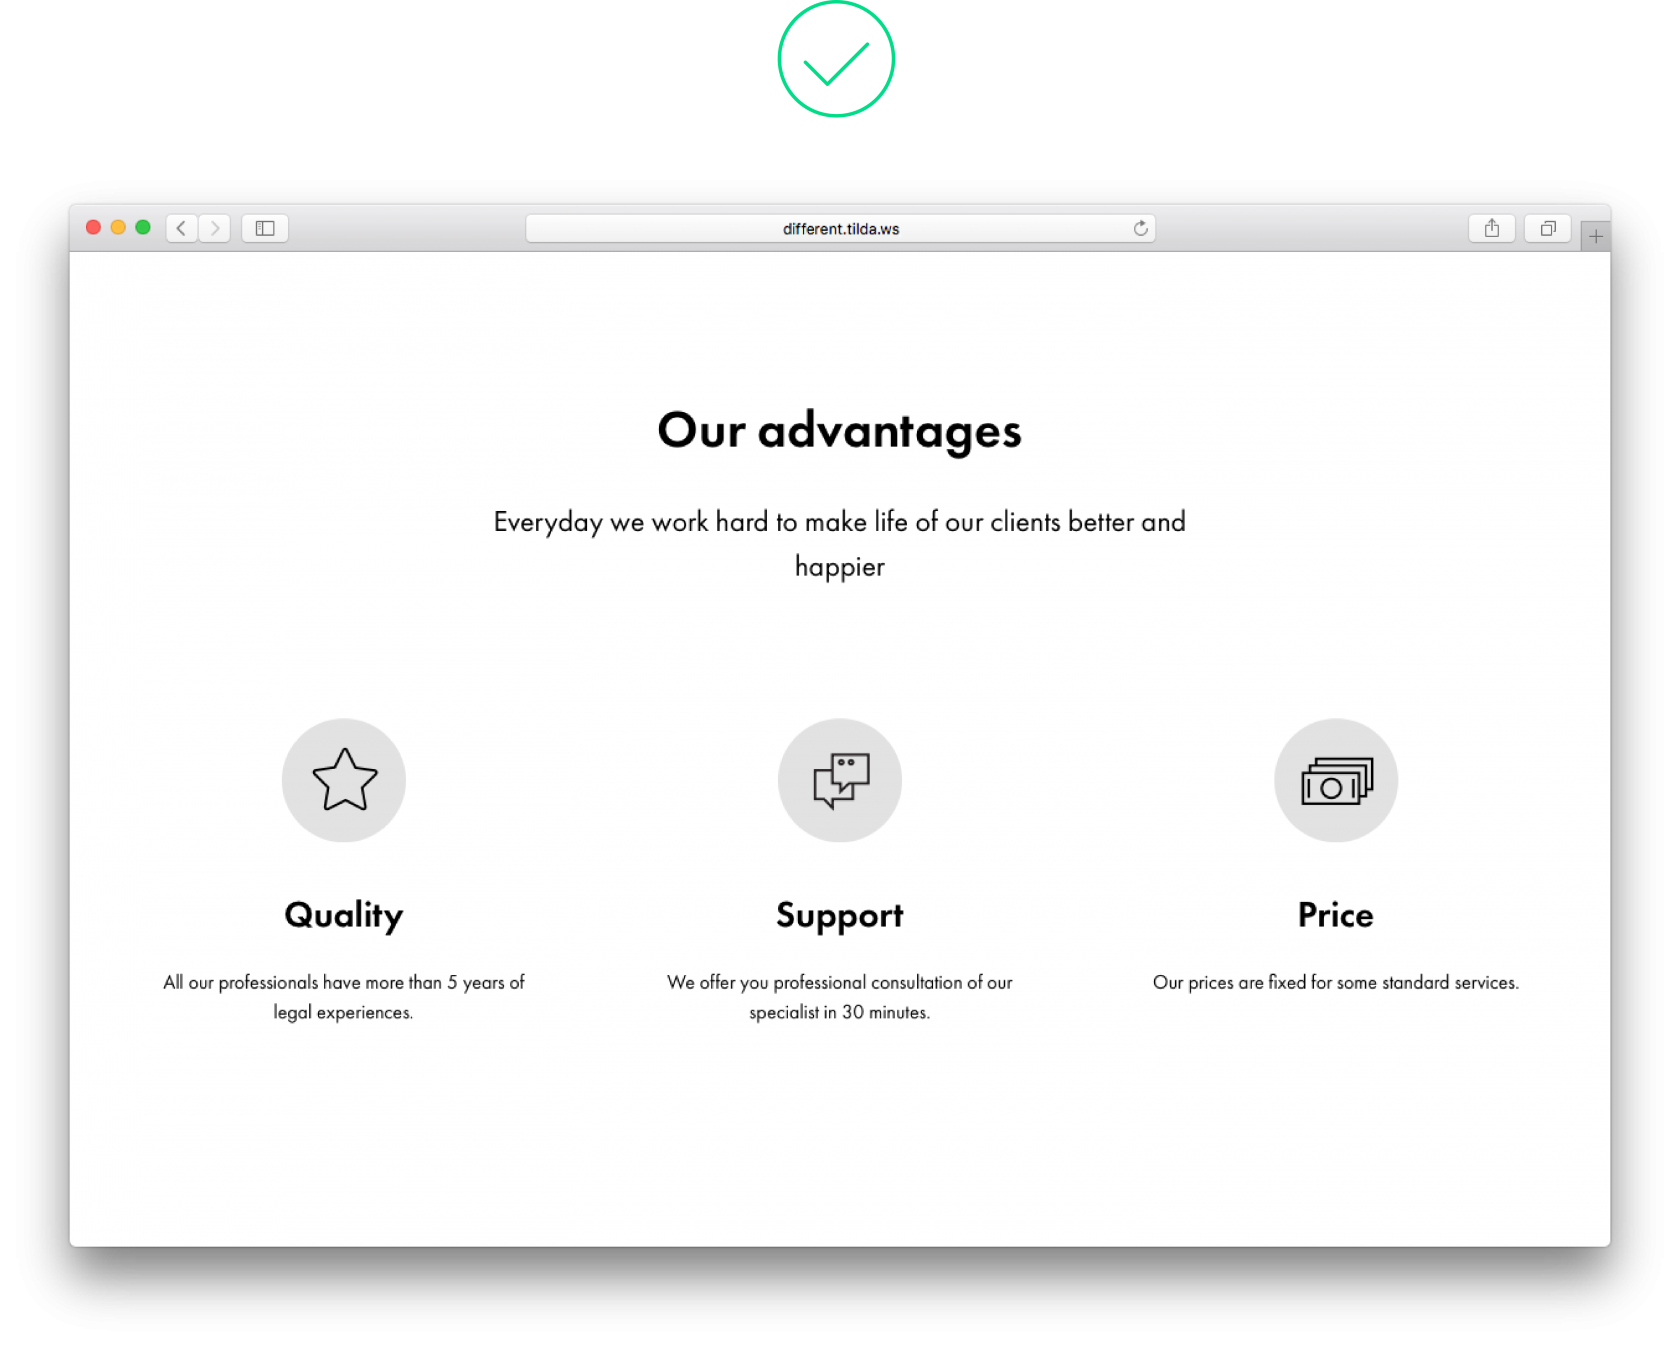 different.tilda.ws
Our advantages
Everyday we work hard to make life of our clients better and
happier
Quality
Support
Price
All our professionals have more than 5 years of
legal experiences.
We offer you professional consultation of our
specialist in 30 minutes.
Our prices are fixed for some standard services.